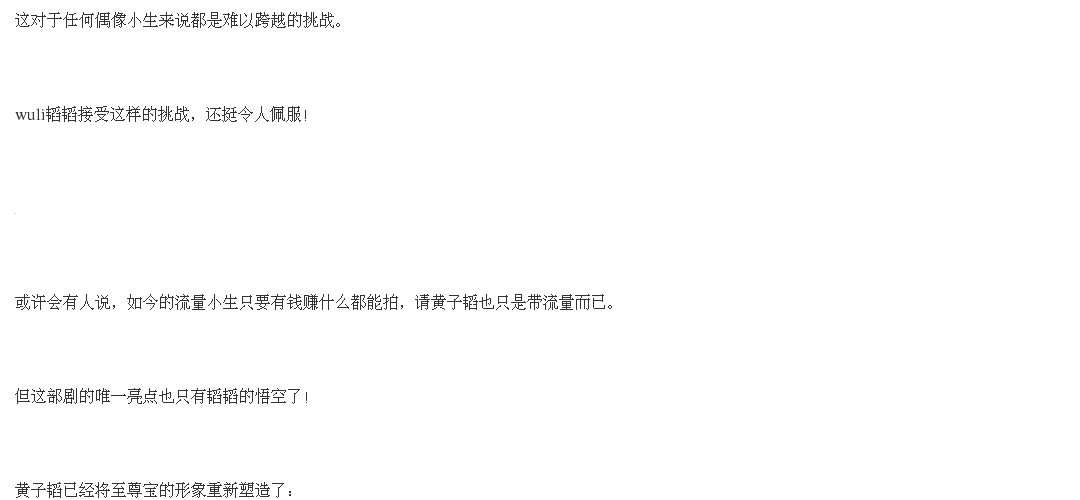 这对于任何偶像小生来说都是难以跨越的挑战。
wuli韬韬接受这样的挑战，还挺令人佩服!
或许会有人说，如今的流量小生只要有钱赚什么都能拍，请黄子韬也只是带流量而已。
但这部剧的唯一亮点也只有韬韬的悟空了!
黄子韬已经将至尊宝的形象重新塑造了：